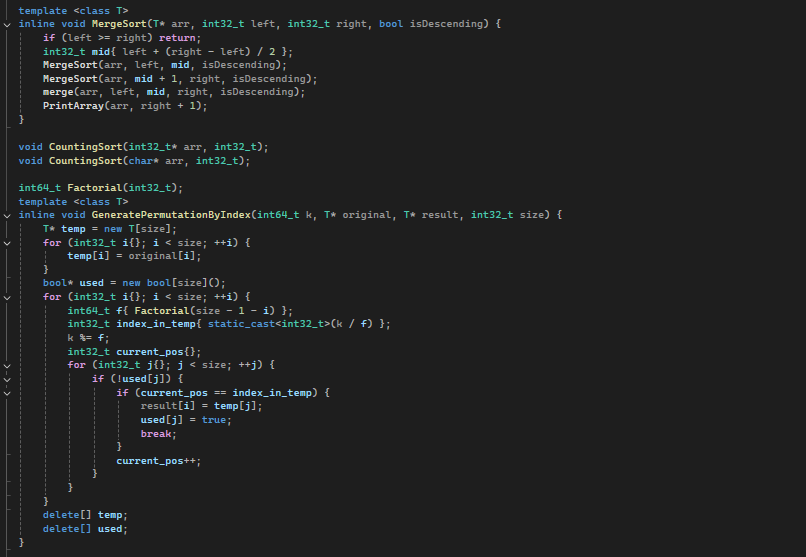 template <class T>
inline void MergeSort(T* arr, int32_t left, int32_t right, bool isDescending) {
    if (left >= right) return;
    int32_t mid{ left + (right - left) / 2 };
    MergeSort(arr, left, mid, isDescending);
    MergeSort(arr, mid + 1, right, isDescending);
    merge(arr, left, mid, right, isDescending);
    PrintArray(arr, right + 1);
}

void CountingSort(int32_t* arr, int32_t);
void CountingSort(char* arr, int32_t);

int64_t Factorial(int32_t);
template <class T>
inline void GeneratePermutationByIndex(int64_t k, T* original, T* result, int32_t size) {
    T* temp = new T[size];
    for (int32_t i{}; i < size; ++i) {
        temp[i] = original[i];
    }
    bool* used = new bool[size]();
    for (int32_t i{}; i < size; ++i) {
        int64_t f{ Factorial(size - 1 - i) };
        int32_t index_in_temp{ static_cast<int32_t>(k / f) };
        k %= f;
        int32_t current_pos{};
        for (int32_t j{}; j < size; ++j) {
            if (!used[j]) {
                if (current_pos == index_in_temp) {
                    result[i] = temp[j];
                    used[j] = true;
                    break;
                }
                current_pos++;
            }
        }
    }
    delete[] temp;
    delete[] used;
}